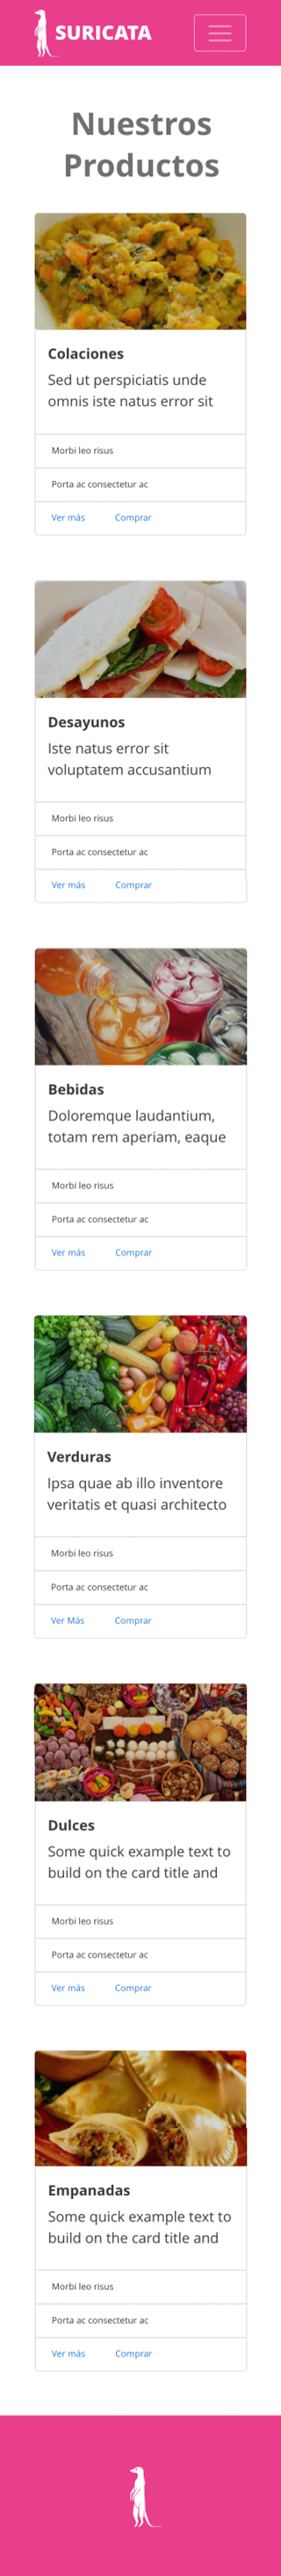 SURICATA
Nuestros
Productos
Colaciones
Sed ut perspiciatis unde
omnis iste natus error sit
Morbi leo risus
Porta ac consectetur ac
Ver más Comprar
Desayunos
Iste natus error sit
voluptatem accusantium
Morbi leo risus
Porta ac consectetur ac
Ver más Comprar
Bebidas
Doloremque laudantium,
totam rem aperiam, eaque
Morbi leo risus
Porta ac consectetur ac
Ver más Comprar
Verduras
Ipsa quae ab illo inventore
veritatis et quasi architecto
Morbi leo risus
Porta ac consectetur ac
Ver Más Comprar
Dulces
Some quick example text to
build on the card title and
Morbi leo risus
Porta ac consectetur ac
Ver más Comprar
Empanadas
Some quick example text to
build on the card title and
Morbi leo risus
Porta ac consectetur ac
Ver más Comprar